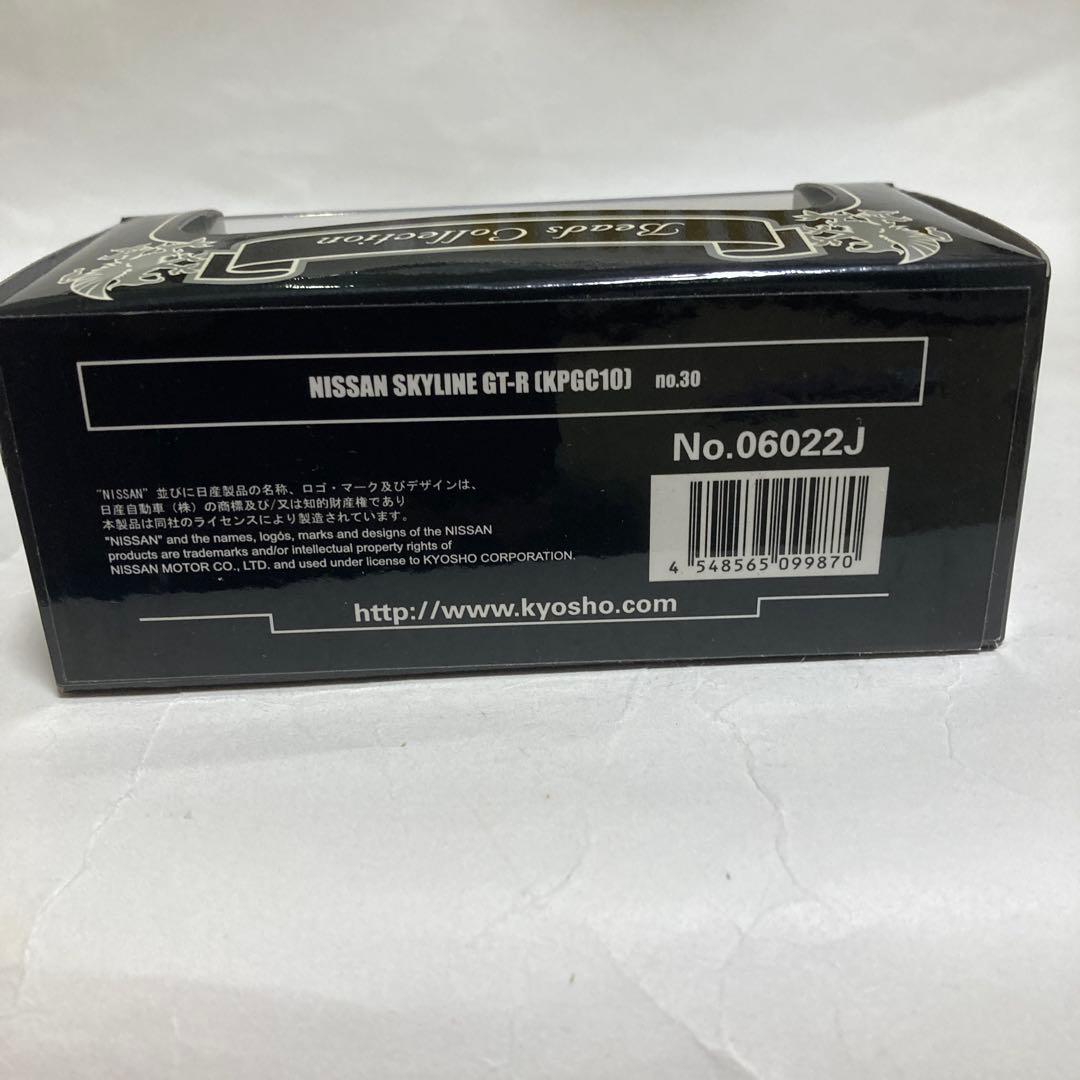 Beads Collection
NISSAN SKYLINE GT-R (KPGC10) no.30
No.06022J
"NISSAN" 並びに日産製品の名称、ロゴ・マーク及びデザインは、
日産自動車（株）の商標及び/又は知的財産権であり
本製品は同社のライセンスにより製造されています。
"NISSAN" and the names, logos, marks and designs of the NISSAN
products are trademarks and/or intellectual property rights of
NISSAN MOTOR CO., LTD. and used under license to KYOSHO CORPORATION.
4 548565 099870
http://www.kyosho.com